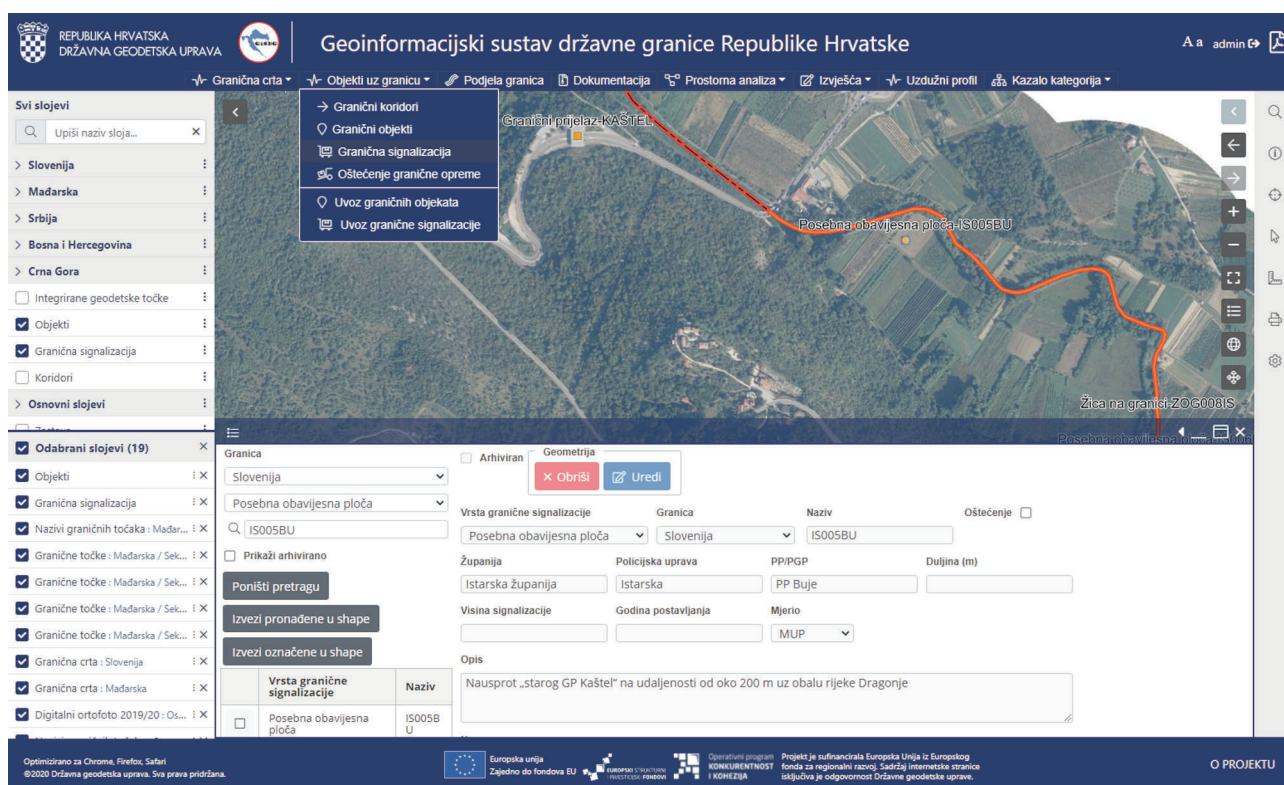 REPUBLIKA HRVATSKA
DRŽAVNA GEODETSKA UPRAVA
Geoinformacijski sustav državne granice Republike Hrvatske
A a admin
Granična crta
Objekti uz granicu
Podjela granica
Dokumentacija
Prostorna analiza
Izvješća
Uzdužni profil
Kazalo kategorija
Svi slojevi
Upiši naziv sloja...
Slovenija
Mađarska
Srbija
Bosna i Hercegovina
Crna Gora
Integrirane geodetske točke
Objekti
Granična signalizacija
Koridori
Osnovni slojevi
Granični koridori
Granični objekti
Granična signalizacija
Oštećenje granične opreme
Uvoz graničnih objekata
Uvoz granične signalizacije
Granični prijelaz-KAŠTEL
Posebna obavijesna ploča-IS005BU
Žica na granici-ZOG008IS
Odabrani slojevi (19)
Objekti
Granična signalizacija
Nazivi graničnih točaka : Mađar...
Granične točke : Mađarska / Sek...
Granične točke : Mađarska / Sek...
Granične točke : Mađarska / Sek...
Granične točke : Mađarska / Sek...
Granična crta : Slovenija
Granična crta : Mađarska
Digitalni ortofoto 2019/20 : Os...
Granica
Slovenija
Posebna obavijesna ploča
IS005BU
Prikaži arhivirano
Poništi pretragu
Izvezi pronađene u shape
Izvezi označene u shape
Vrsta granične signalizacije
Naziv
Posebna obavijesna ploča
IS005B
U
Arhiviran
Geometrija
Obriši
Uredi
Vrsta granične signalizacije
Granica
Naziv
Oštećenje
Posebna obavijesna ploča
Slovenija
IS005BU
Županija
Policijska uprava
PP/PGP
Duljina (m)
Istarska županija
Istarska
PP Buje
Visina signalizacije
Godina postavljanja
Mjerio
MUP
Opis
Nausprot „starog GP Kaštel“ na udaljenosti od oko 200 m uz obalu rijeke Dragonje
Optimizirano za Chrome, Firefox, Safari
©2020 Državna geodetska uprava. Sva prava pridržana.
Europska unija
Zajedno do fondova EU
EUROPSKI STRUKTURNI
I INVESTICIJSKI FONDOVI
Operativni program
KONKURENTNOST
I KOHEZIJA
Projekt je sufinancirala Europska Unija iz Europskog
fonda za regionalni razvoj. Sadržaj internetske stranice
isključiva je odgovornost Državne geodetske uprave.
O PROJEKTU